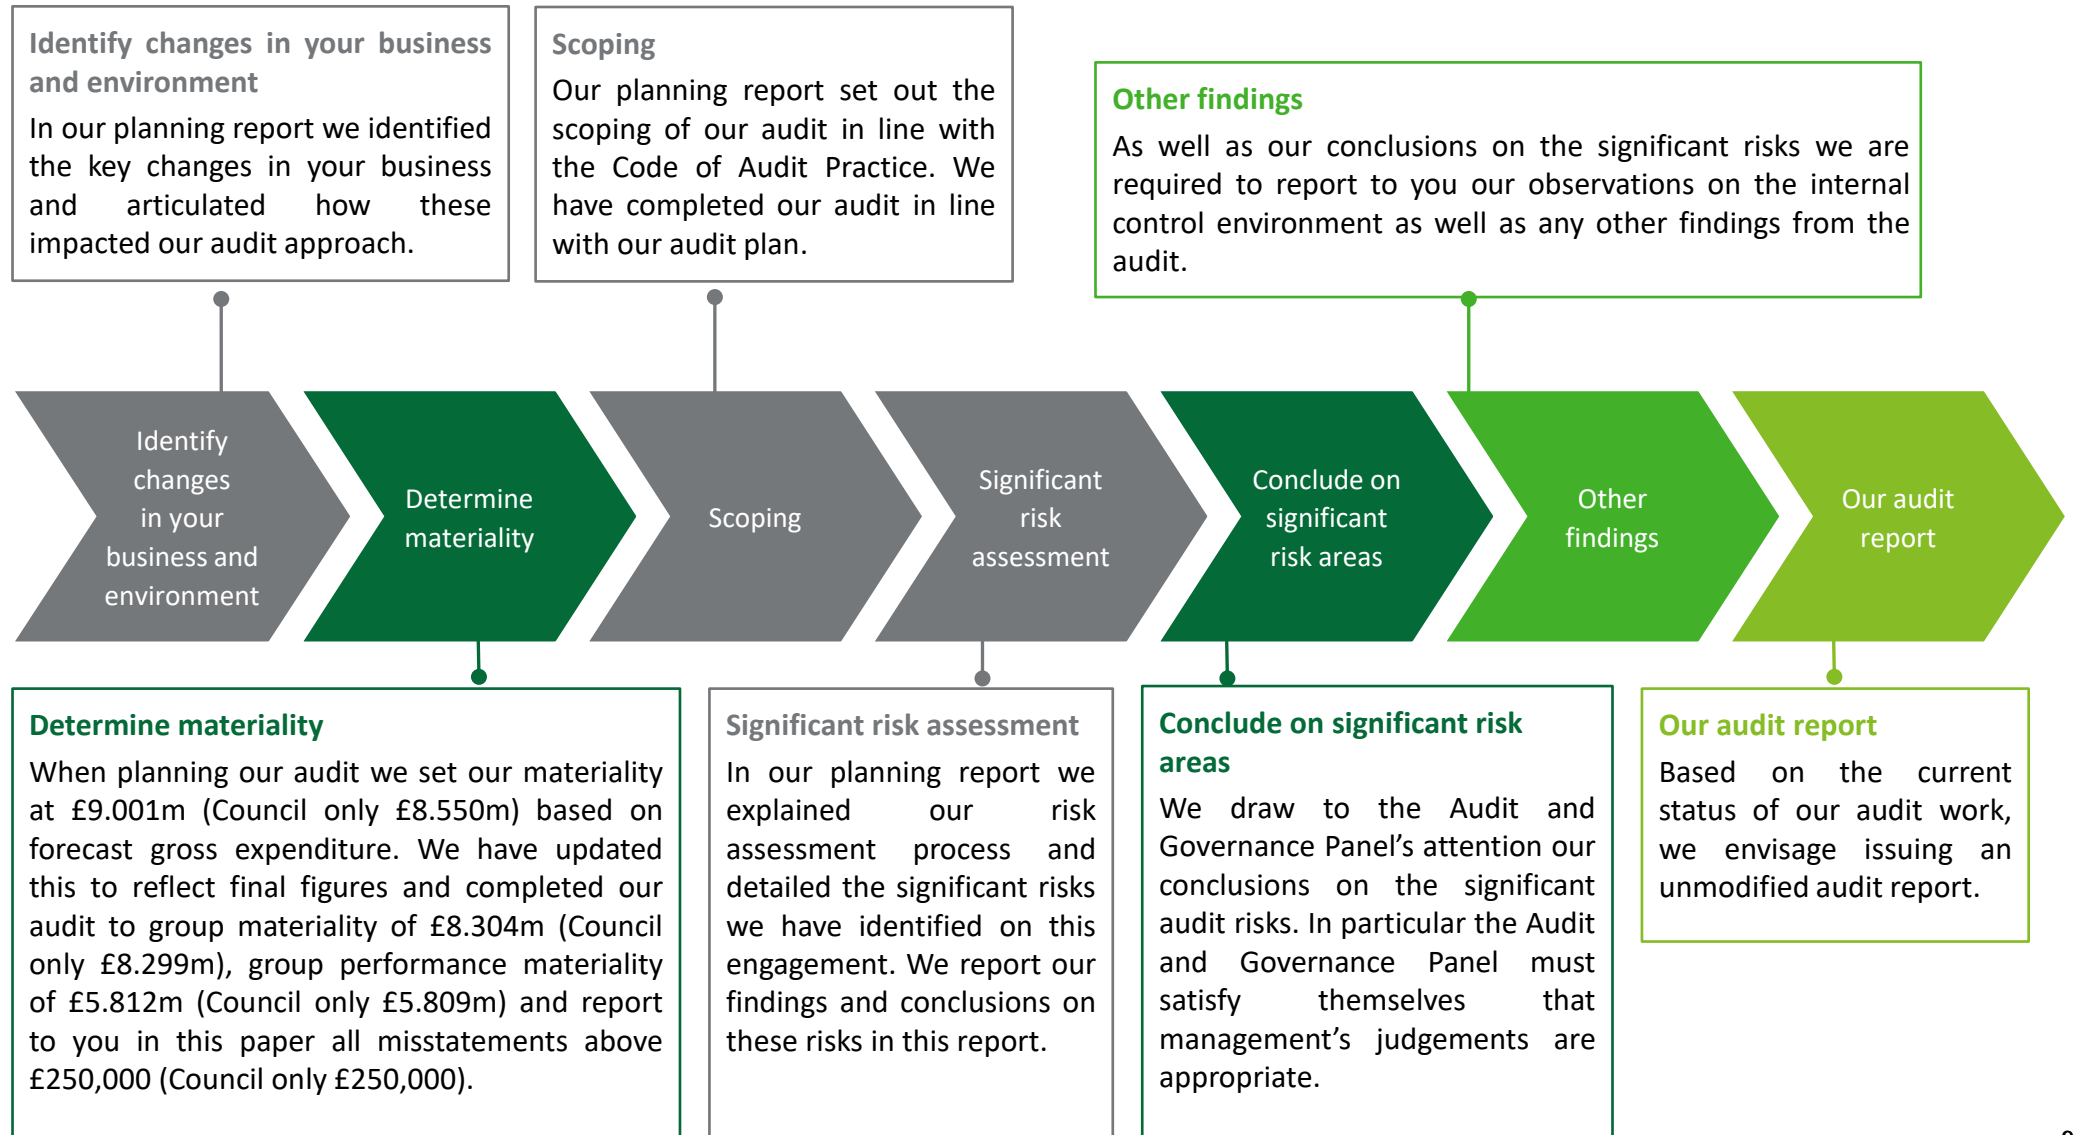 Identify changes in your business
and environment
In our planning report we identified
the key changes in your business
and articulated how these
impacted our audit approach.
Scoping
Our planning report set out the
scoping of our audit in line with
the Code of Audit Practice. We
have completed our audit in line
with our audit plan.
Other findings
As well as our conclusions on the significant risks we are
required to report to you our observations on the internal
control environment as well as any other findings from the
audit.
Identify
changes
in your
business and
environment
Determine
materiality
Scoping
Significant
risk
assessment
Conclude on
significant
risk areas
Other
findings
Our audit
report
Determine materiality
When planning our audit we set our materiality
at £9.001m (Council only £8.550m) based on
forecast gross expenditure. We have updated
this to reflect final figures and completed our
audit to group materiality of £8.304m (Council
only £8.299m), group performance materiality
of £5.812m (Council only £5.809m) and report
to you in this paper all misstatements above
£250,000 (Council only £250,000).
Significant risk assessment
In our planning report we
explained our risk
assessment process and
detailed the significant risks
we have identified on this
engagement. We report our
findings and conclusions on
these risks in this report.
Conclude on significant risk
areas
We draw to the Audit and
Governance Panel's attention our
conclusions on the significant
audit risks. In particular the Audit
and Governance Panel must
satisfy themselves that
management's judgements are
appropriate.
Our audit report
Based on the current
status of our audit work,
we envisage issuing an
unmodified audit report.